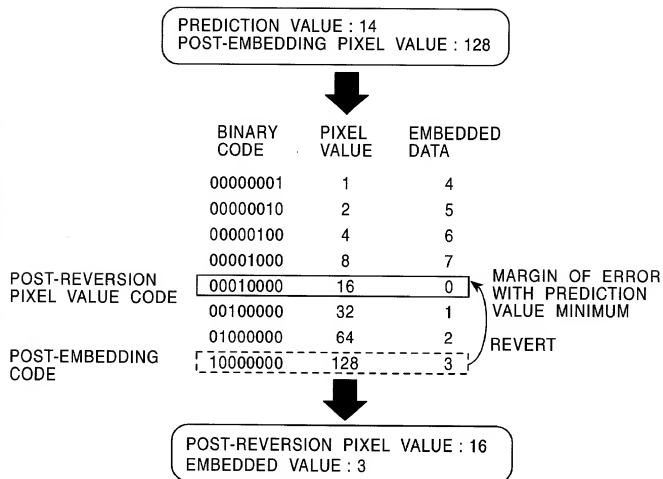 PREDICTION VALUE : 14
POST-EMBEDDING PIXEL VALUE : 128
BINARY CODE PIXEL VALUE EMBEDDED DATA
00000001 1 4
00000010 2 5
00000100 4 6
00001000 8 7
POST-REVERSION PIXEL VALUE CODE 00010000 16 0 MARGIN OF ERROR WITH PREDICTION VALUE MINIMUM
00100000 32 1
01000000 64 2 REVERT
POST-EMBEDDING CODE 10000000 128 3
POST-REVERSION PIXEL VALUE : 16
EMBEDDED VALUE : 3